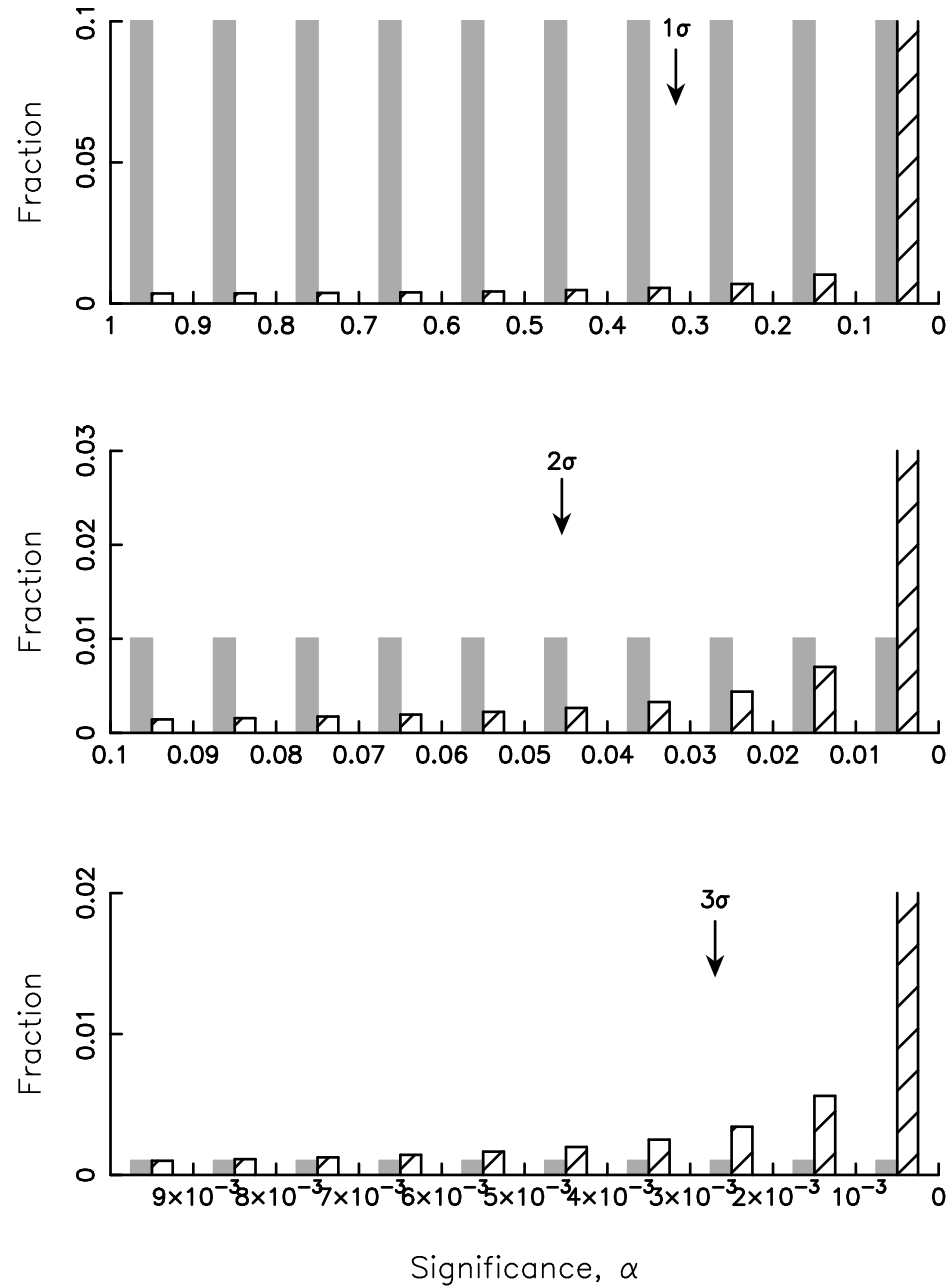 0.1
1σ
0.05
Fraction
0
1 0.9 0.8 0.7 0.6 0.5 0.4 0.3 0.2 0.1 0
0.03
2σ
0.02
Fraction
0.01
0
0.1 0.09 0.08 0.07 0.06 0.05 0.04 0.03 0.02 0.01 0
0.02
3σ
0.01
Fraction
0
9×10⁻³ 8×10⁻³ 7×10⁻³ 6×10⁻³ 5×10⁻³ 4×10⁻³ 3×10⁻³ 2×10⁻³ 10⁻³ 0
Significance, α